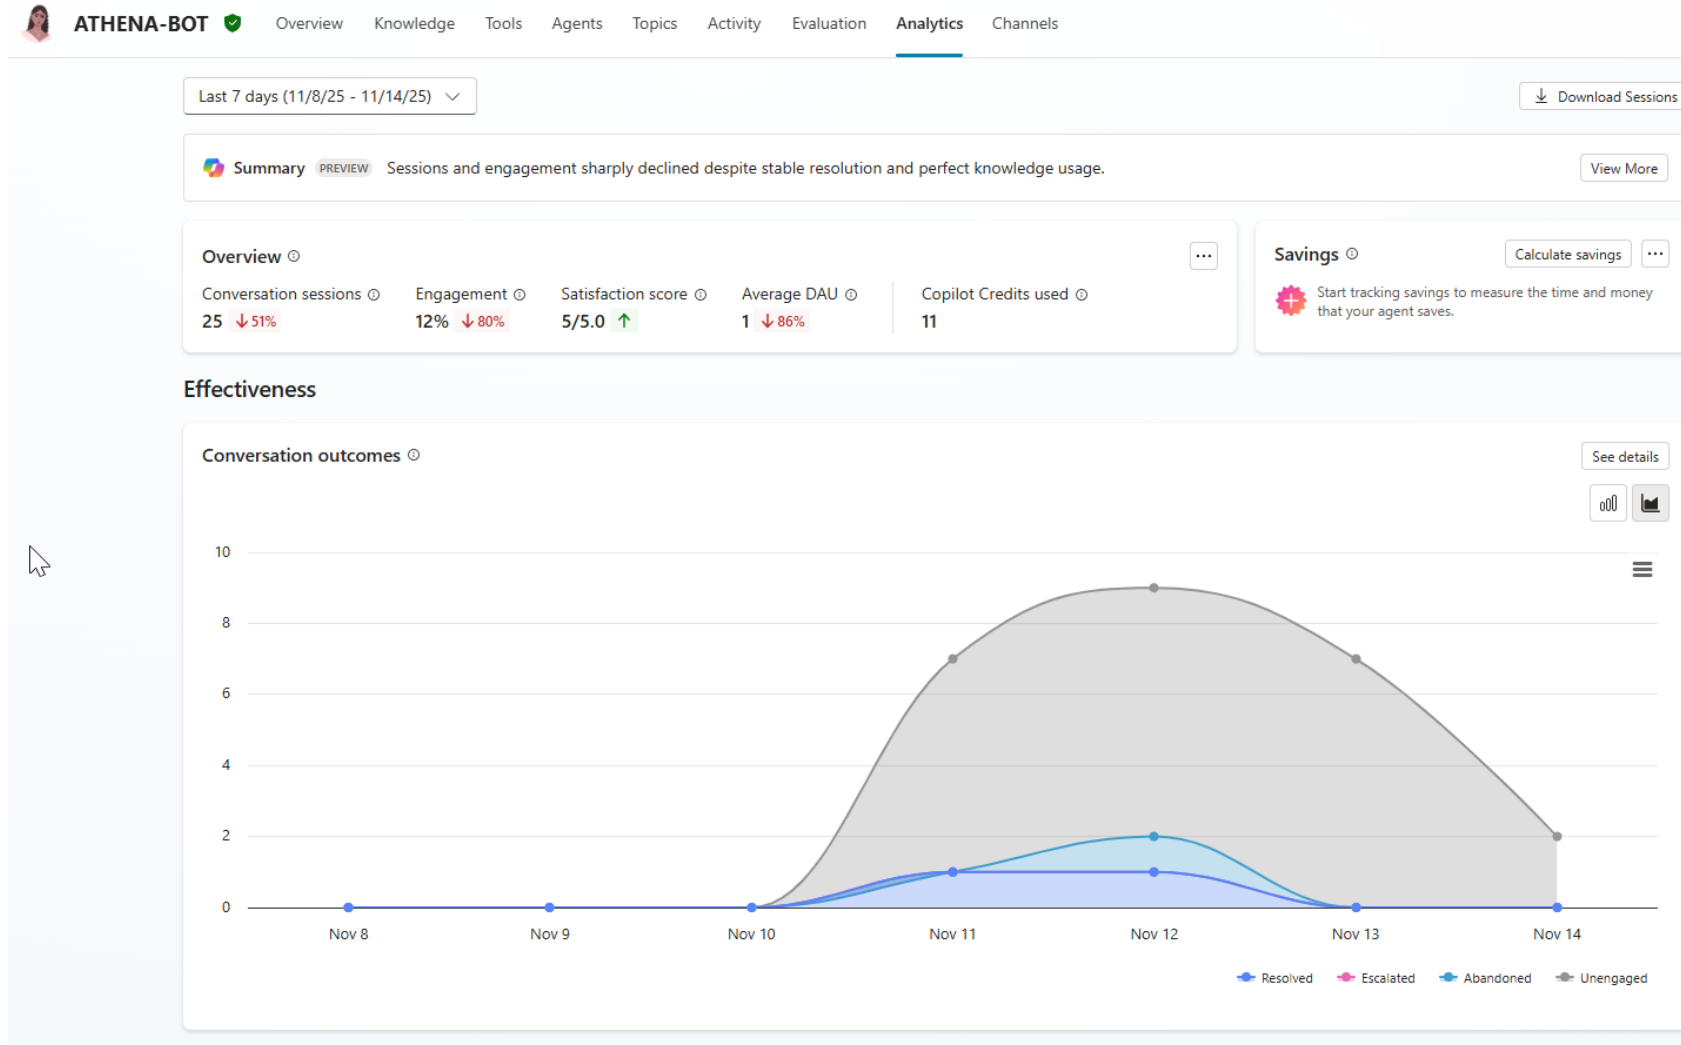 ATHENA-BOT Overview Knowledge Tools Agents Topics Activity Evaluation Analytics Channels
Last 7 days (11/8/25 - 11/14/25)
Download Sessions
Summary PREVIEW Sessions and engagement sharply declined despite stable resolution and perfect knowledge usage. View More
Overview
Conversation sessions Engagement Satisfaction score Average DAU Copilot Credits used
25 51% 12% 80% 5/5.0 1 86% 11
Savings Calculate savings
Start tracking savings to measure the time and money
that your agent saves.
Effectiveness
Conversation outcomes
See details
10
8
6
4
2
0
Nov 8 Nov 9 Nov 10 Nov 11 Nov 12 Nov 13 Nov 14
Resolved Escalated Abandoned Unengaged